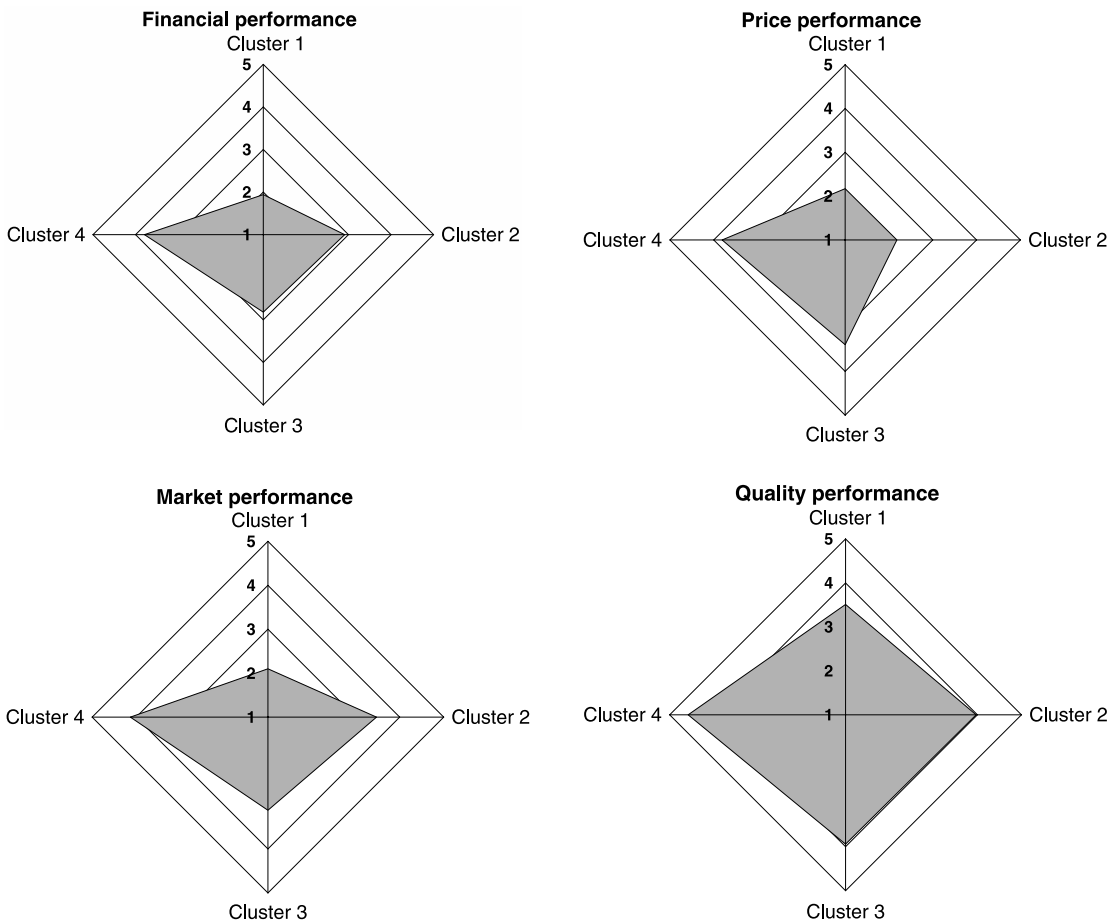 Financial performance
Cluster 1
5
4
3
2
1
Cluster 4
Cluster 2
Cluster 3
Price performance
Cluster 1
5
4
3
2
1
Cluster 4
Cluster 2
Cluster 3
Market performance
Cluster 1
5
4
3
2
1
Cluster 4
Cluster 2
Cluster 3
Quality performance
Cluster 1
5
4
3
2
1
Cluster 4
Cluster 2
Cluster 3